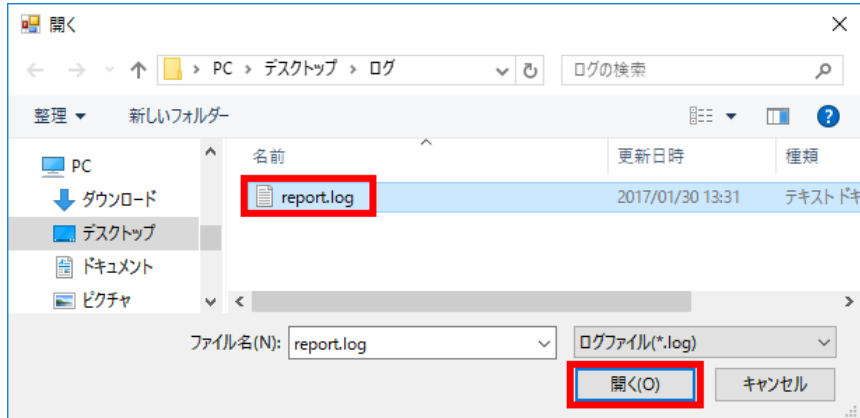 開く
PC › デスクトップ › ログ
ログの検索
整理
新しいフォルダー
名前
更新日時
種類
PC
ダウンロード
デスクトップ
ドキュメント
ピクチャ
report.log
2017/01/30 13:31
テキスト ドキ
ファイル名(N):
report.log
ログファイル(*.log)
開く(O)
キャンセル